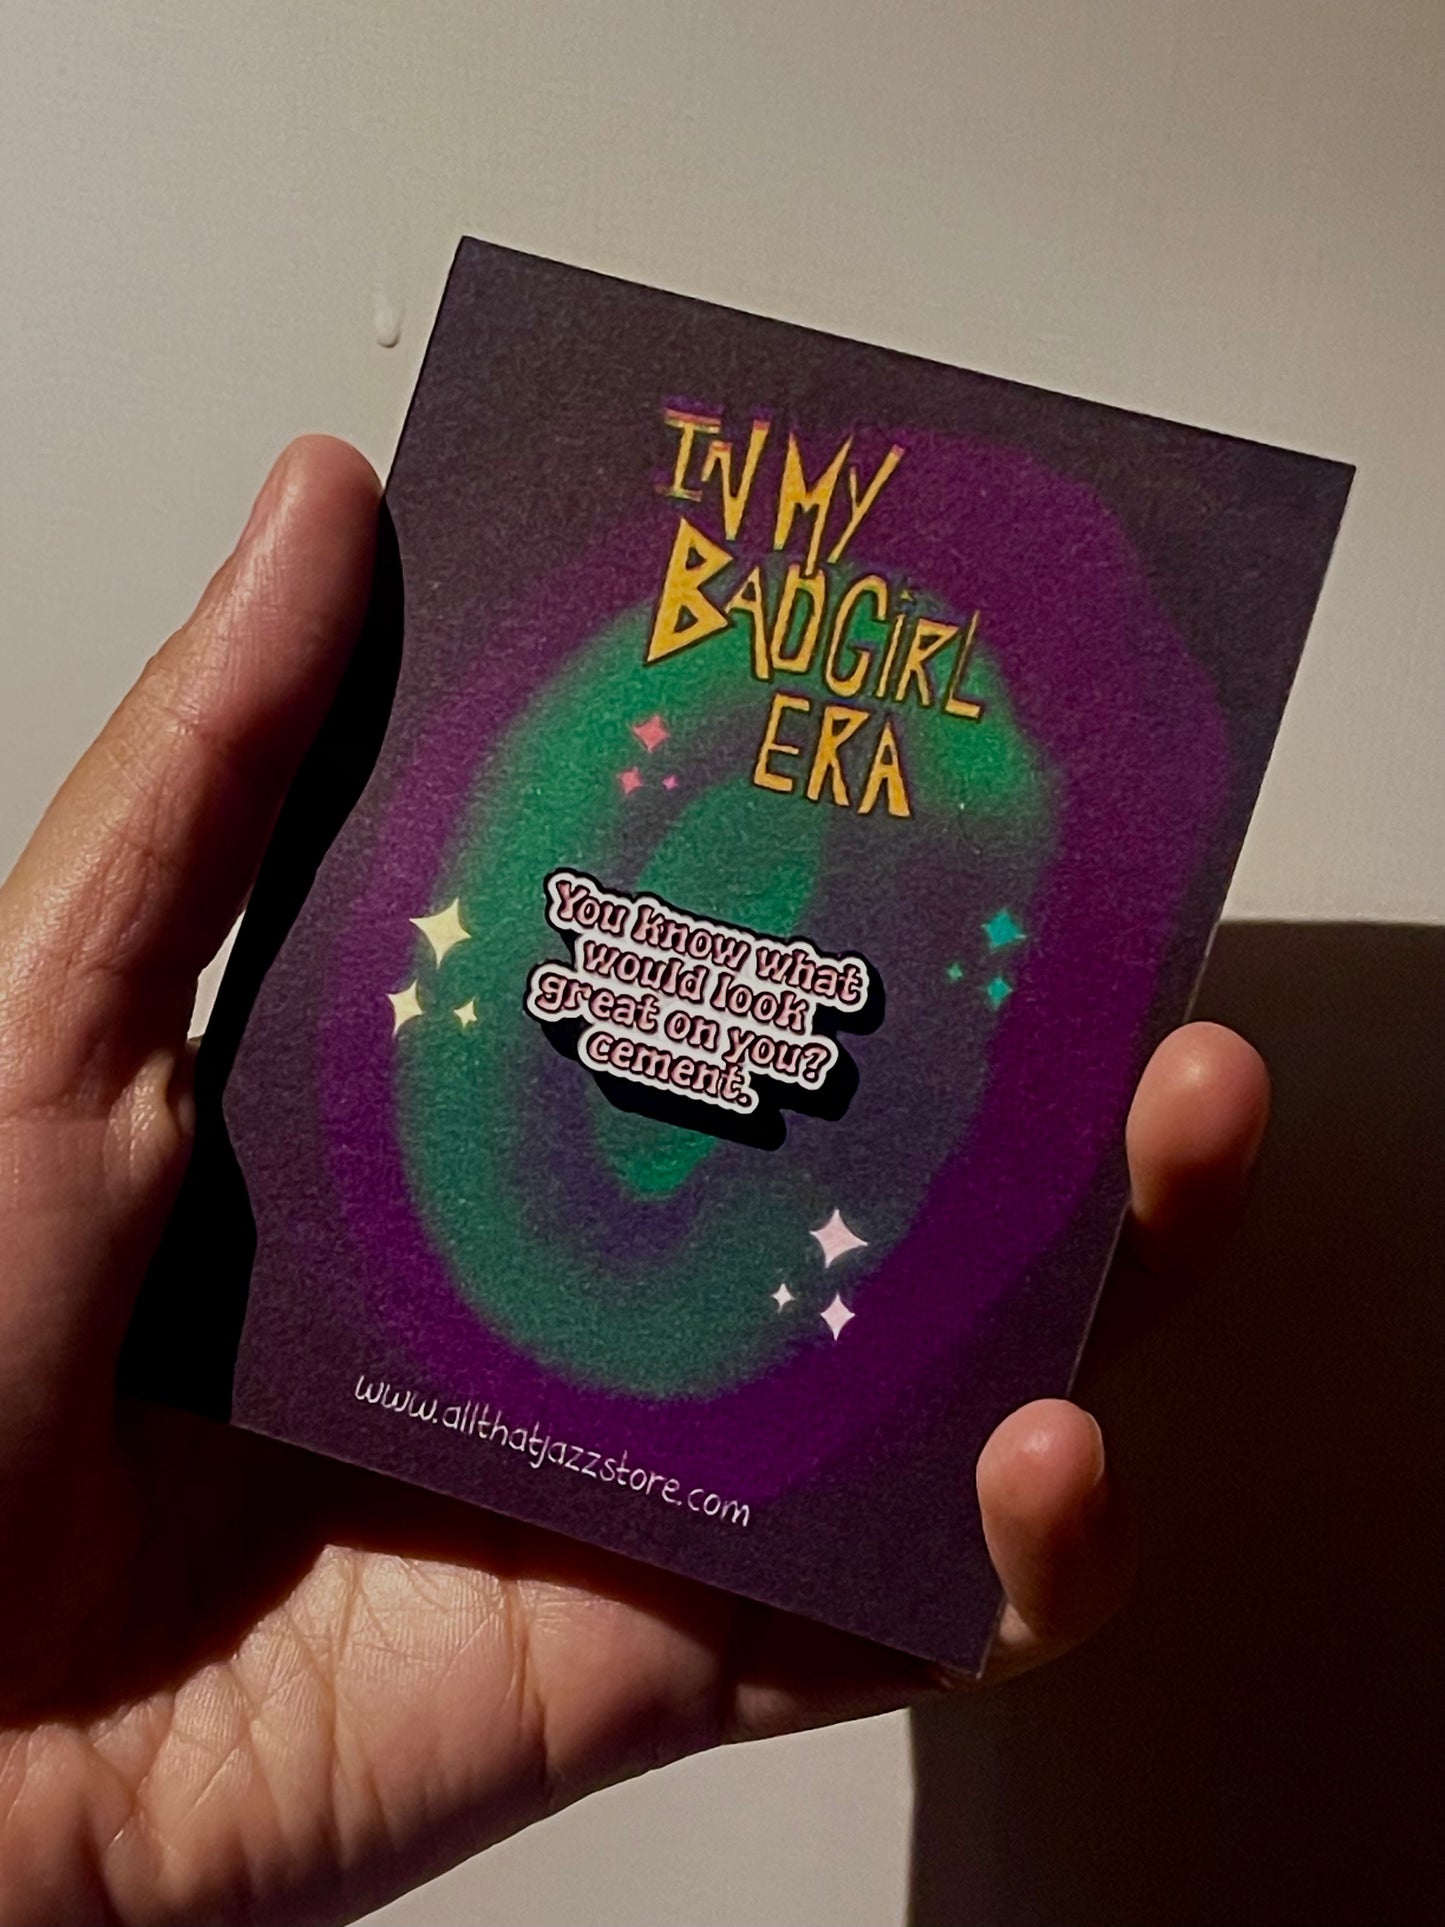 IN MY
BADGIRL
ERA
You know what
would look
great on you?
cement.
www.allthatjazzstore.com